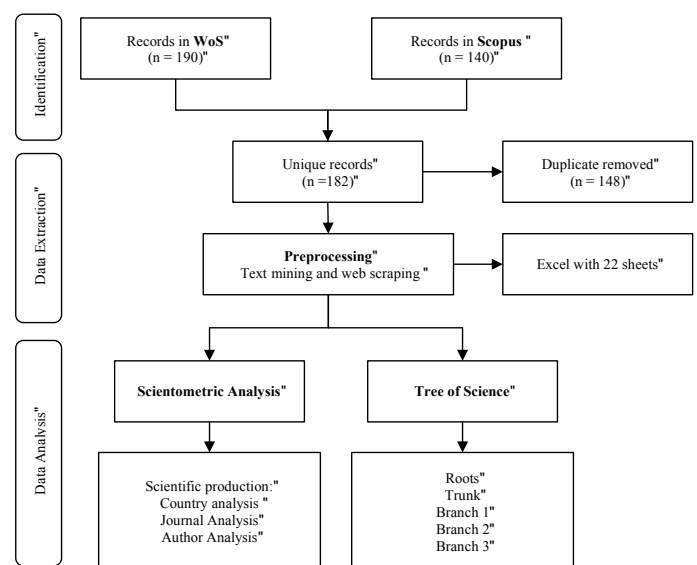 Identification"
Records in WoS"
(n = 190)"
Records in Scopus "
(n = 140)"
Data Extraction"
Unique records"
(n =182)"
Duplicate removed"
(n = 148)"
Preprocessing"
Text mining and web scraping "
Excel with 22 sheets"
Data Analysis"
Scientometric Analysis"
Tree of Science"
Scientific production:"
Country analysis "
Journal Analysis"
Author Analysis"
Roots"
Trunk"
Branch 1"
Branch 2"
Branch 3"